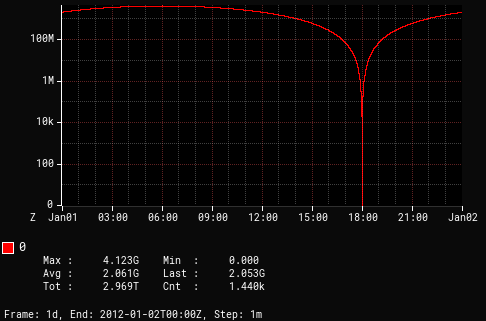 100M
1M
10k
100
0
Z Jan01 03:00 06:00 09:00 12:00 15:00 18:00 21:00 Jan02
0
Max : 4.123G Min : 0.000
Avg : 2.061G Last : 2.053G
Tot : 2.969T Cnt : 1.440k
Frame: 1d, End: 2012-01-02T00:00Z, Step: 1m